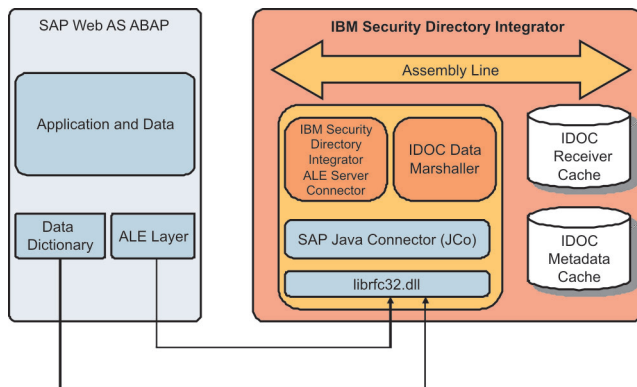 SAP Web AS ABAP
Application and Data
Data
Dictionary
ALE Layer
IBM Security Directory Integrator
Assembly Line
IBM Security
Directory
Integrator
ALE Server
Connector
IDOC Data
Marshaller
SAP Java Connector (JCo)
librfc32.dll
IDOC
Receiver
Cache
IDOC
Metadata
Cache